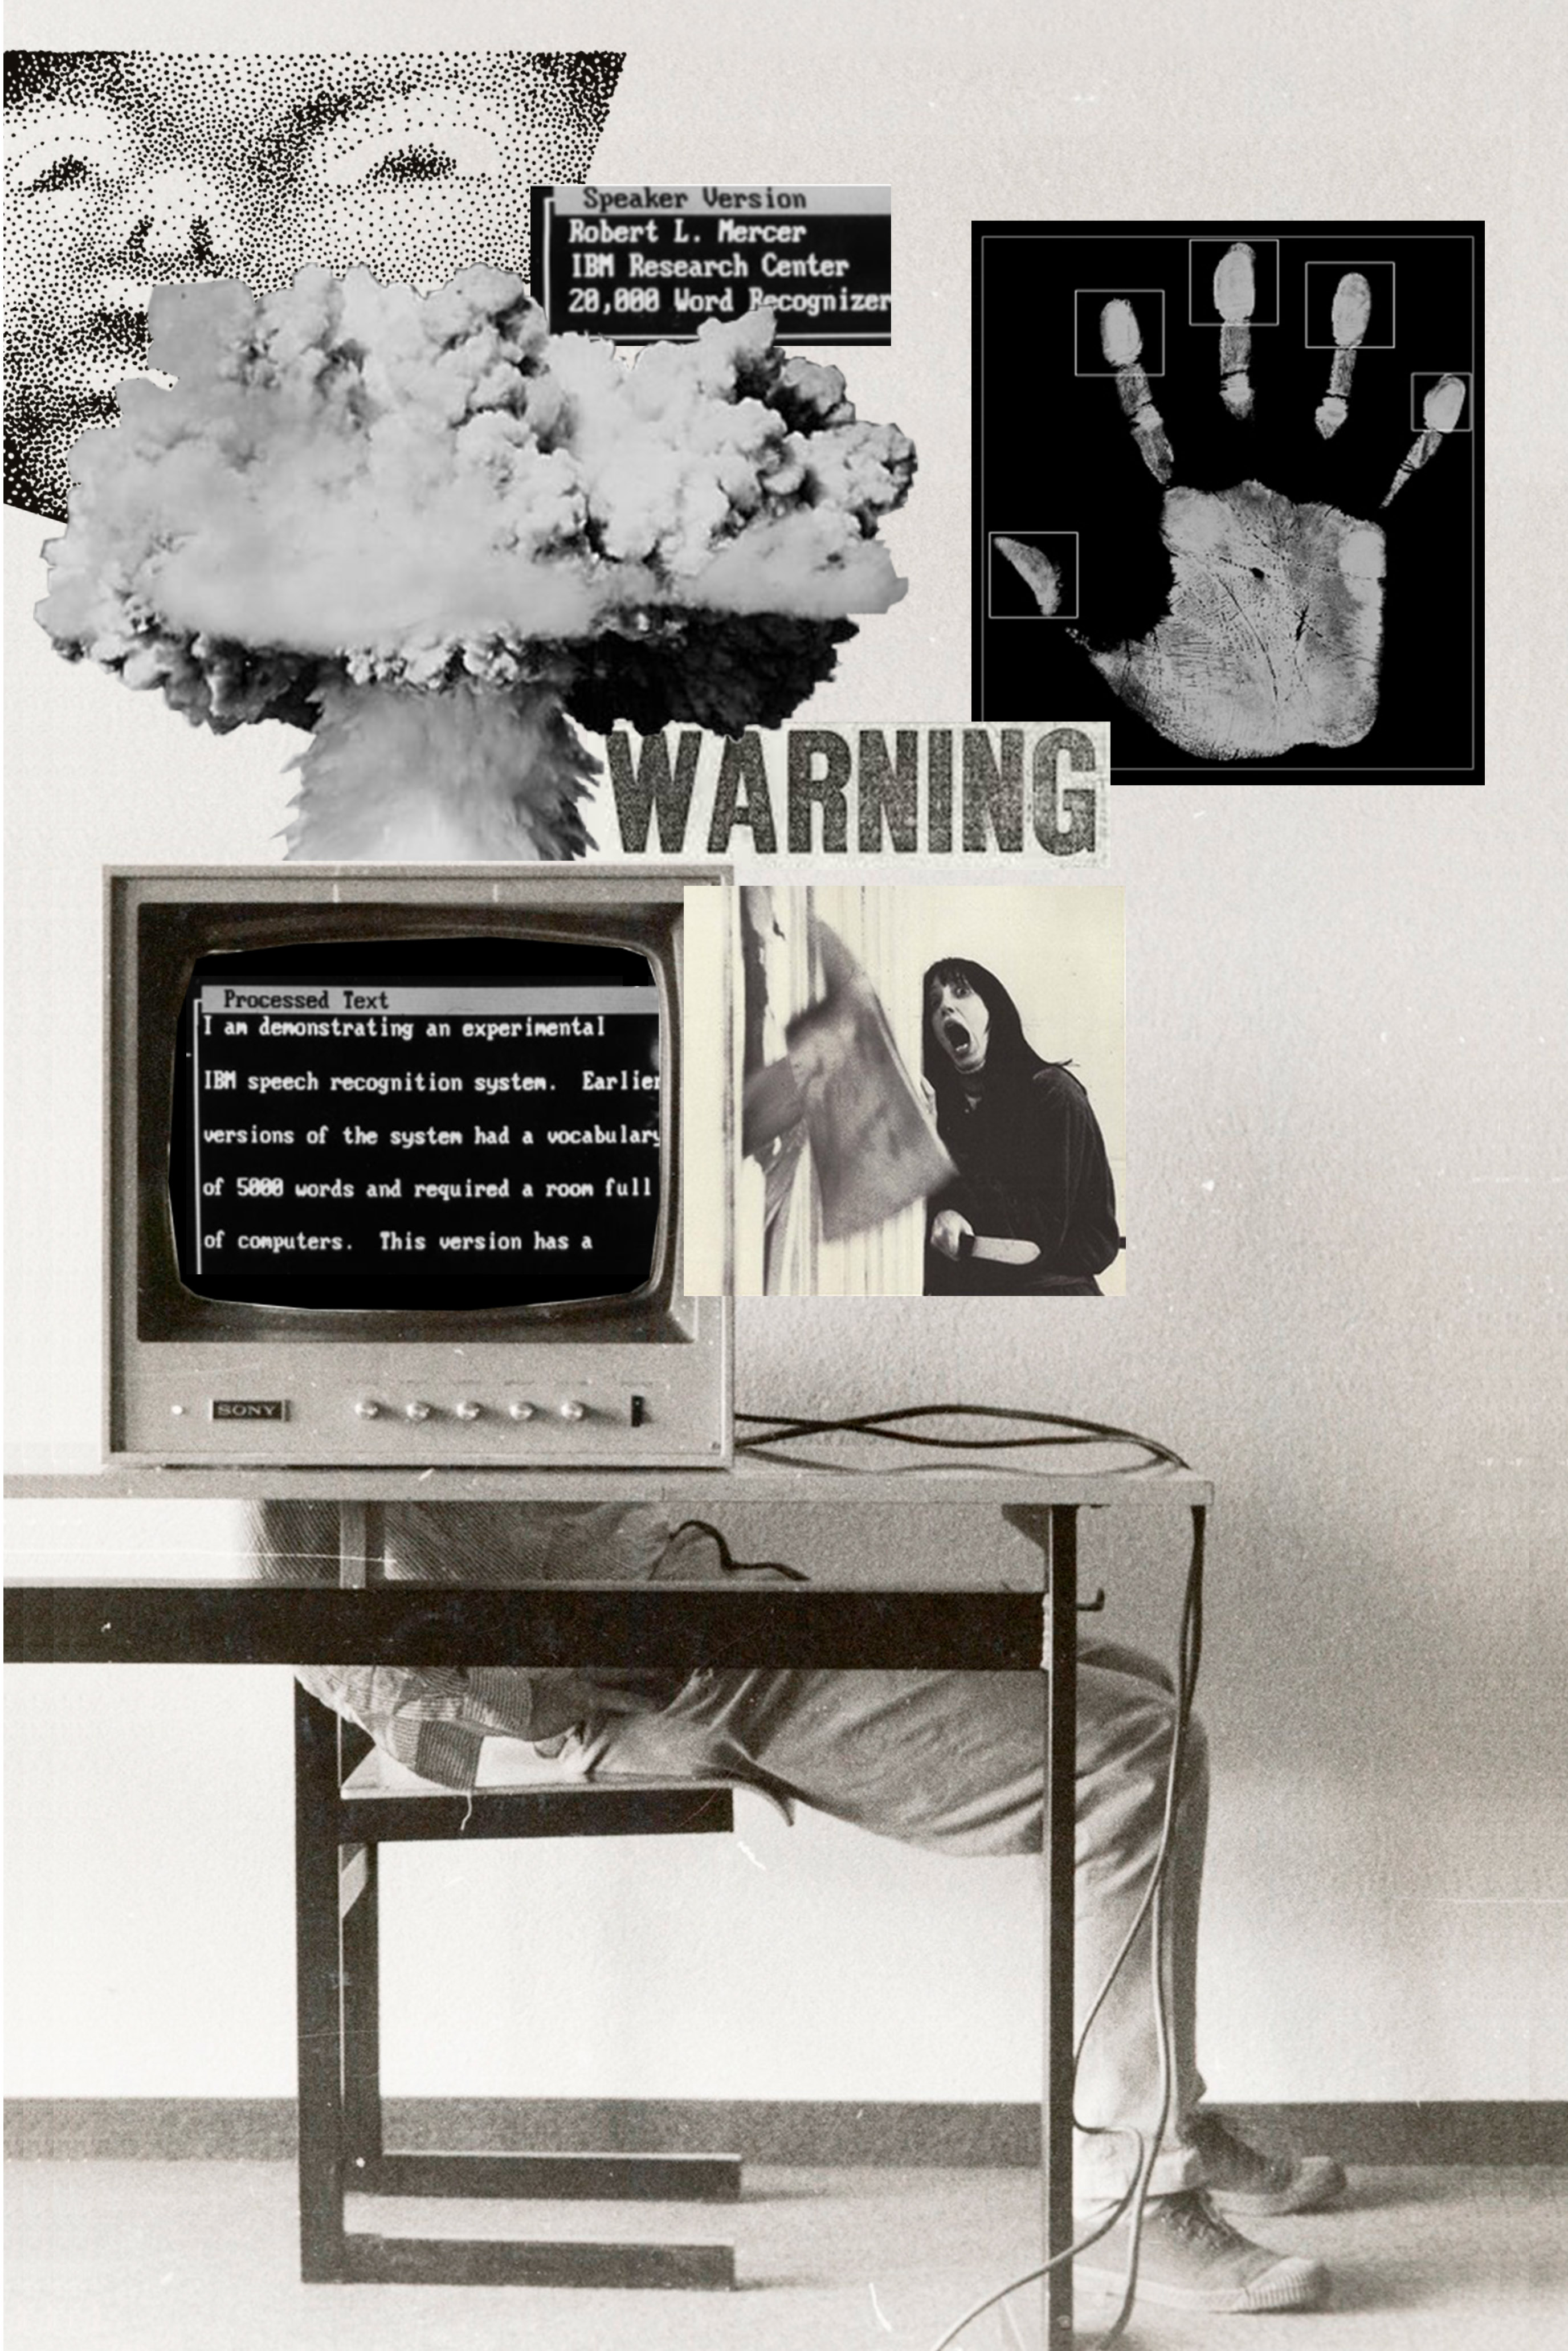 Speaker Version
Robert L. Mercer
IBM Research Center
20,000 Word Recognizer
WARNING
Processed Text
I am demonstrating an experimental
IBM speech recognition system. Earlier
versions of the system had a vocabulary
of 5000 words and required a room full
of computers. This version has a
SONY